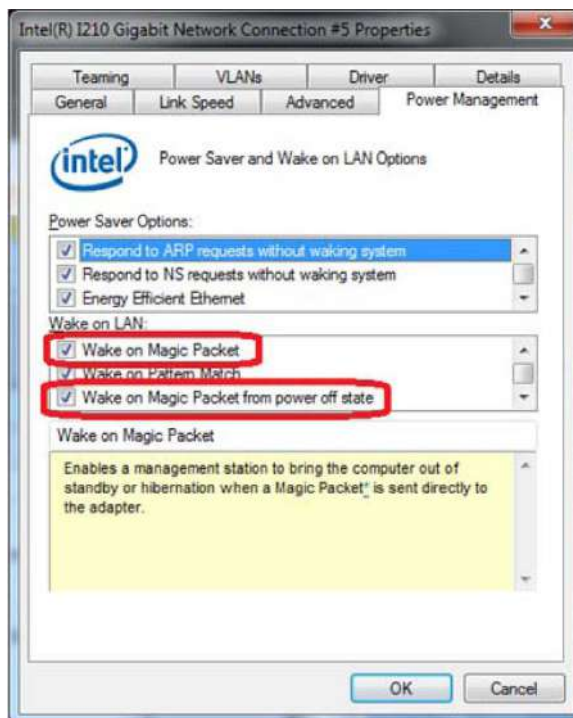 Intel(R) I210 Gigabit Network Connection #5 Properties
Teaming VLANs Driver Details
General Link Speed Advanced Power Management
intel Power Saver and Wake on LAN Options
Power Saver Options:
Respond to ARP requests without waking system
Respond to NS requests without waking system
Energy Efficient Ethernet
Wake on LAN:
Wake on Magic Packet
Wake on Pattern Match
Wake on Magic Packet from power off state
Wake on Magic Packet
Enables a management station to bring the computer out of
standby or hibernation when a Magic Packet* is sent directly to
the adapter.
OK Cancel